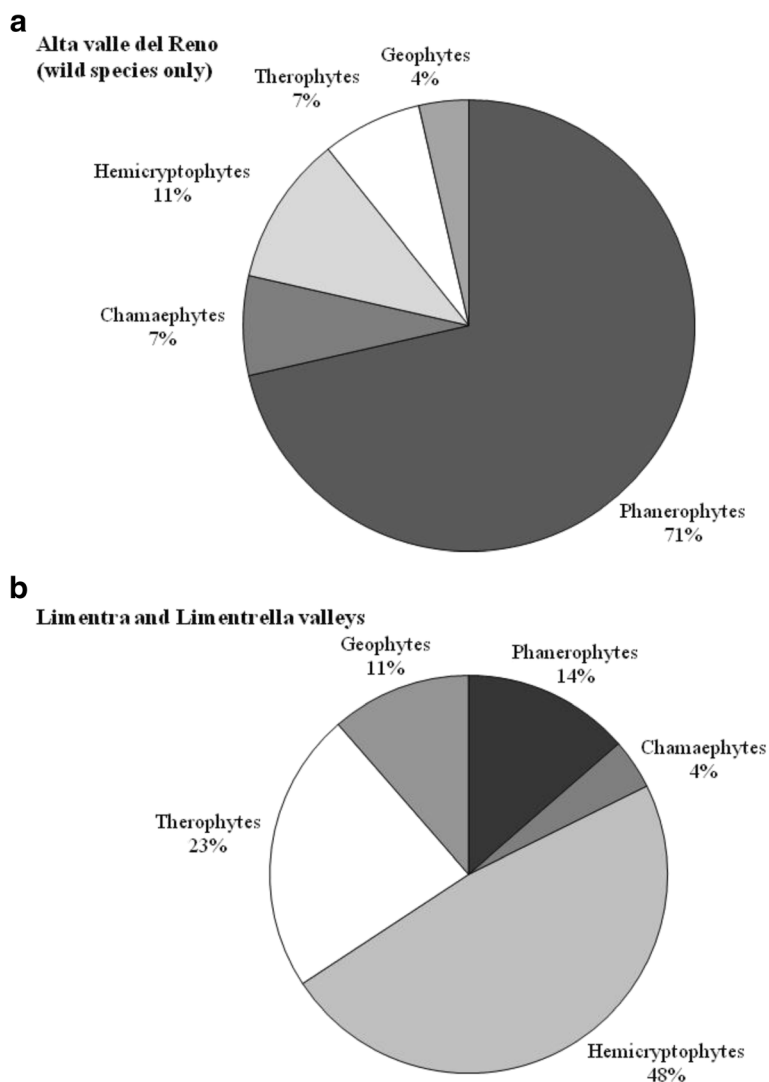 a
Alta valle del Reno
(wild species only)
Geophytes
4%
Therophytes
7%
Hemicryptophytes
11%
Chamaephytes
7%
Phanerophytes
71%
b
Limentra and Limentrella valleys
Geophytes
11%
Phanerophytes
14%
Chamaephytes
4%
Therophytes
23%
Hemicryptophytes
48%